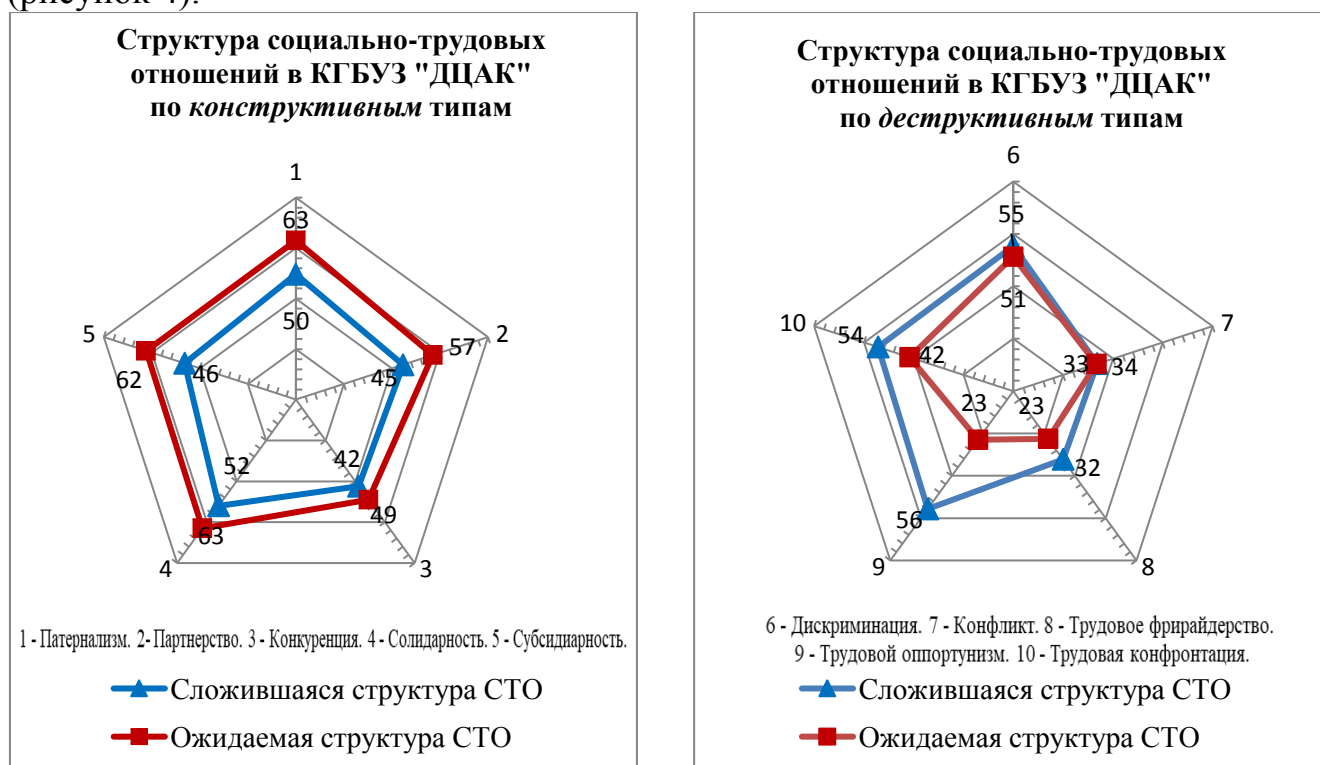 (рисунок 4).
Структура социально-трудовых
отношений в КГБУЗ "ДЦАК"
по конструктивным типам
1
63
50
5
2
57
62
46
45
52
42
63
49
4
3
1 - Патернализм. 2- Партнерство. 3 - Конкуренция. 4 - Солидарность. 5 - Субсидиарность.
Сложившаяся структура СТО
Ожидаемая структура СТО
Структура социально-трудовых
отношений в КГБУЗ "ДЦАК"
по деструктивным типам
6
55
51
10
7
54
42
33
34
23
23
32
56
9
8
6 - Дискриминация. 7 - Конфликт. 8 - Трудовое фрирайдерство.
9 - Трудовой оппортунизм. 10 - Трудовая конфронтация.
Сложившаяся структура СТО
Ожидаемая структура СТО